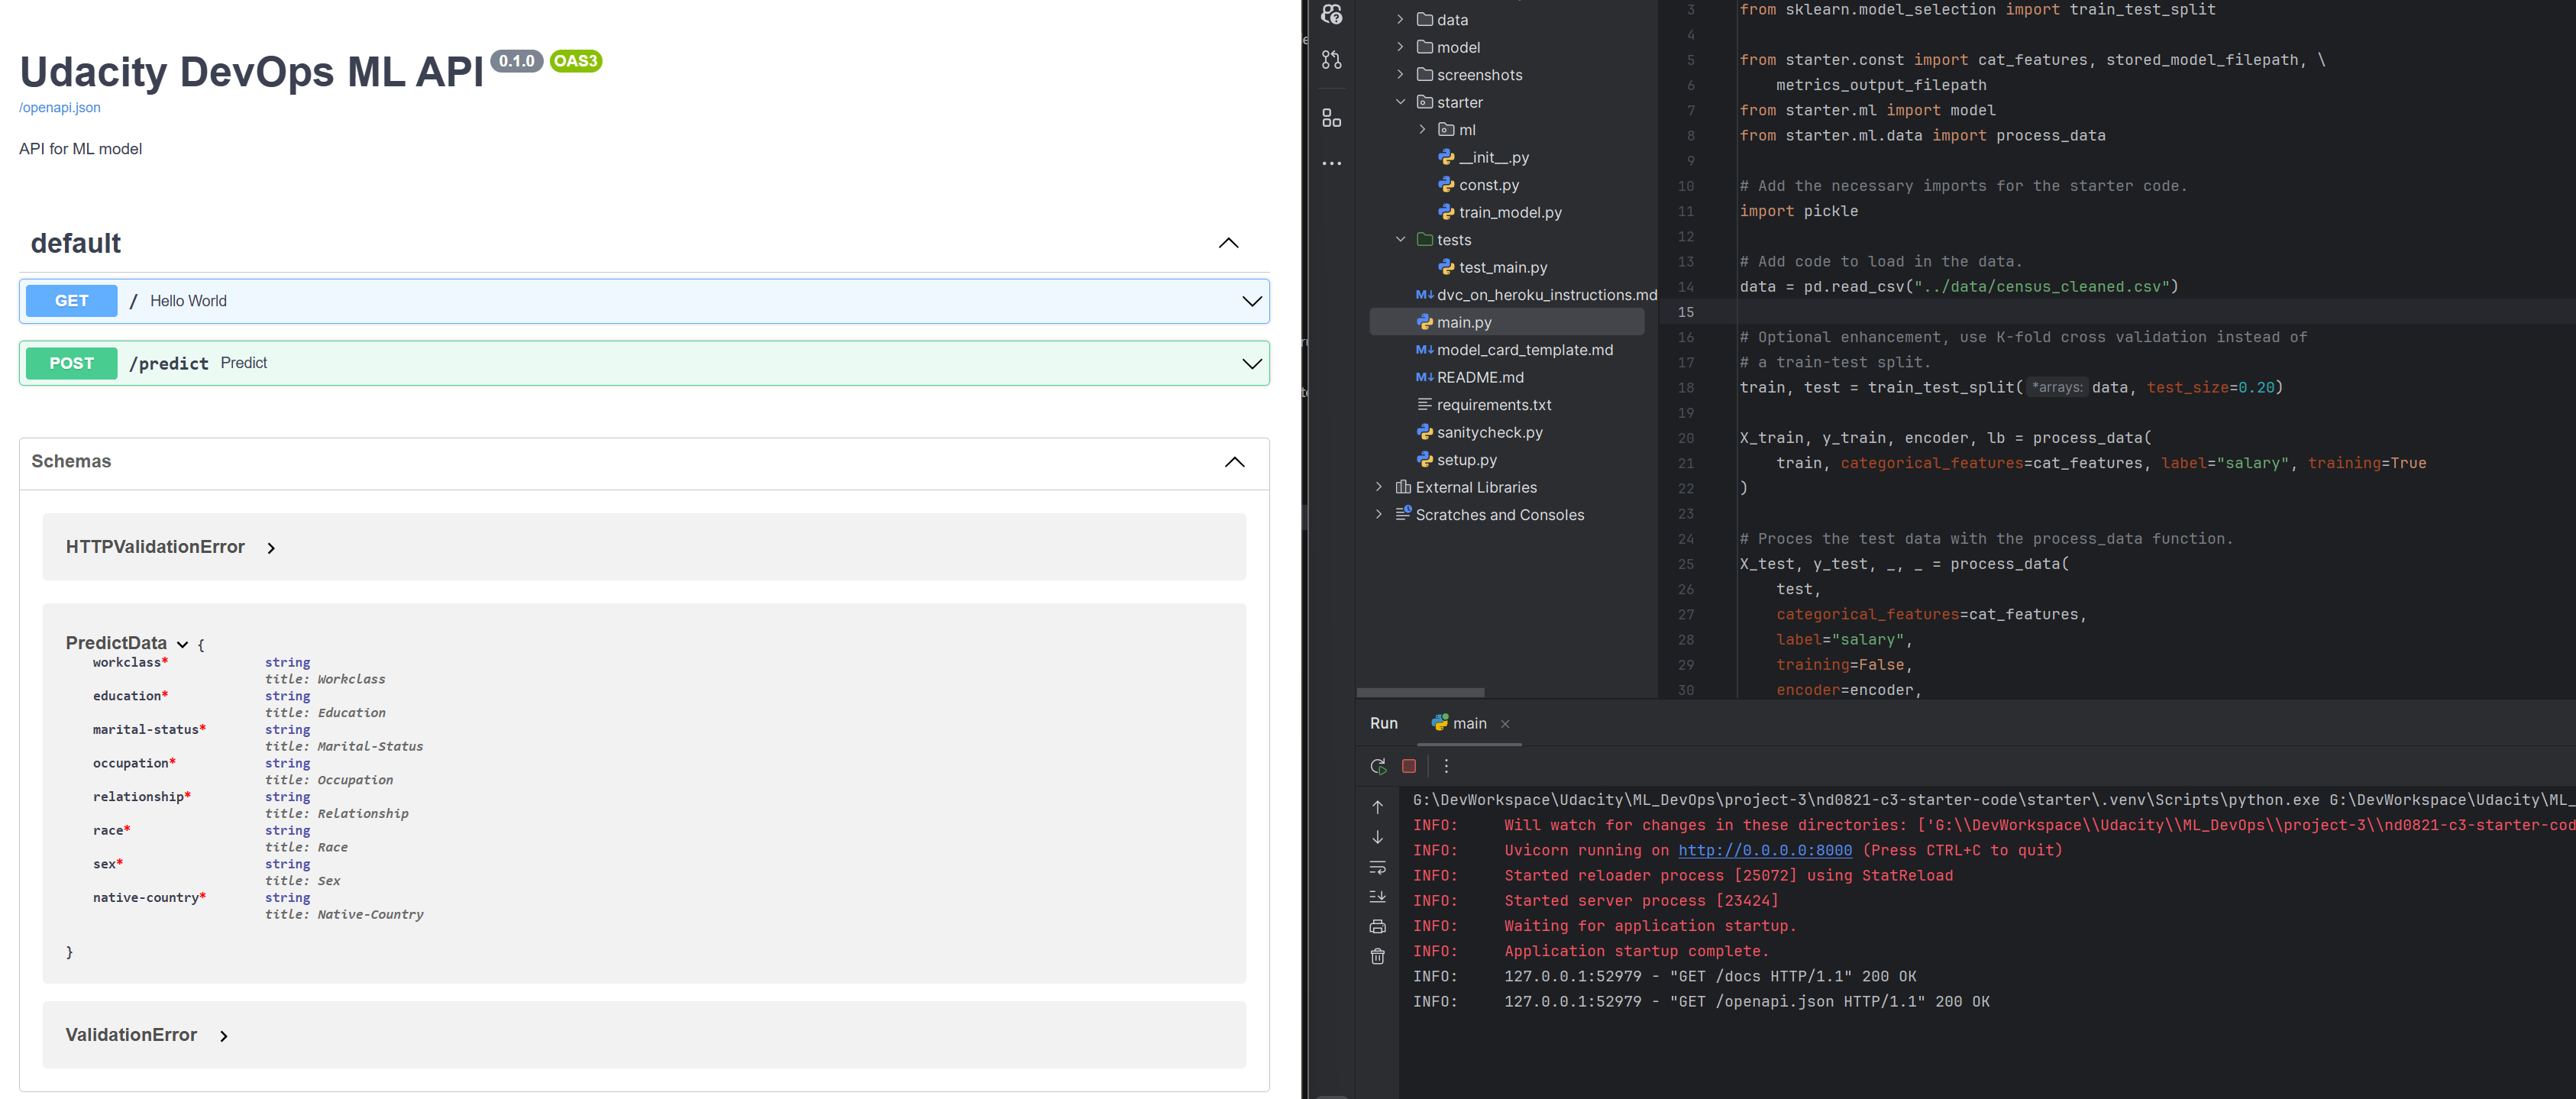 Udacity DevOps ML API 0.1.0 OAS3
/openapi.json
API for ML model
default
GET / Hello World
POST /predict Predict
Schemas
HTTPValidationError
PredictData {
workclass* string
title: Workclass
education* string
title: Education
marital-status* string
title: Marital-Status
occupation* string
title: Occupation
relationship* string
title: Relationship
race* string
title: Race
sex* string
title: Sex
native-country* string
title: Native-Country
}
ValidationError
data
model
screenshots
starter
ml
__init__.py
const.py
train_model.py
tests
test_main.py
dvc_on_heroku_instructions.md
main.py
model_card_template.md
README.md
requirements.txt
sanitycheck.py
setup.py
External Libraries
Scratches and Consoles
3 from sklearn.model_selection import train_test_split
4
5 from starter.const import cat_features, stored_model_filepath, \
6 metrics_output_filepath
7 from starter.ml import model
8 from starter.ml.data import process_data
9
10 # Add the necessary imports for the starter code.
11 import pickle
12
13 # Add code to load in the data.
14 data = pd.read_csv("../data/census_cleaned.csv")
15
16 # Optional enhancement, use K-fold cross validation instead of
17 # a train-test split.
18 train, test = train_test_split( *arrays: data, test_size=0.20)
19
20 X_train, y_train, encoder, lb = process_data(
21 train, categorical_features=cat_features, label="salary", training=True
22 )
23
24 # Proces the test data with the process_data function.
25 X_test, y_test, _, _ = process_data(
26 test,
27 categorical_features=cat_features,
28 label="salary",
29 training=False,
30 encoder=encoder,
Run main
G:\DevWorkspace\Udacity\ML_DevOps\project-3\nd0821-c3-starter-code\starter\.venv\Scripts\python.exe G:\DevWorkspace\Udacity\ML_
INFO: Will watch for changes in these directories: ['G:\\DevWorkspace\\Udacity\\ML_DevOps\\project-3\\nd0821-c3-starter-cod
INFO: Uvicorn running on http://0.0.0.0:8000 (Press CTRL+C to quit)
INFO: Started reloader process [25072] using StatReload
INFO: Started server process [23424]
INFO: Waiting for application startup.
INFO: Application startup complete.
INFO: 127.0.0.1:52979 - "GET /docs HTTP/1.1" 200 OK
INFO: 127.0.0.1:52979 - "GET /openapi.json HTTP/1.1" 200 OK